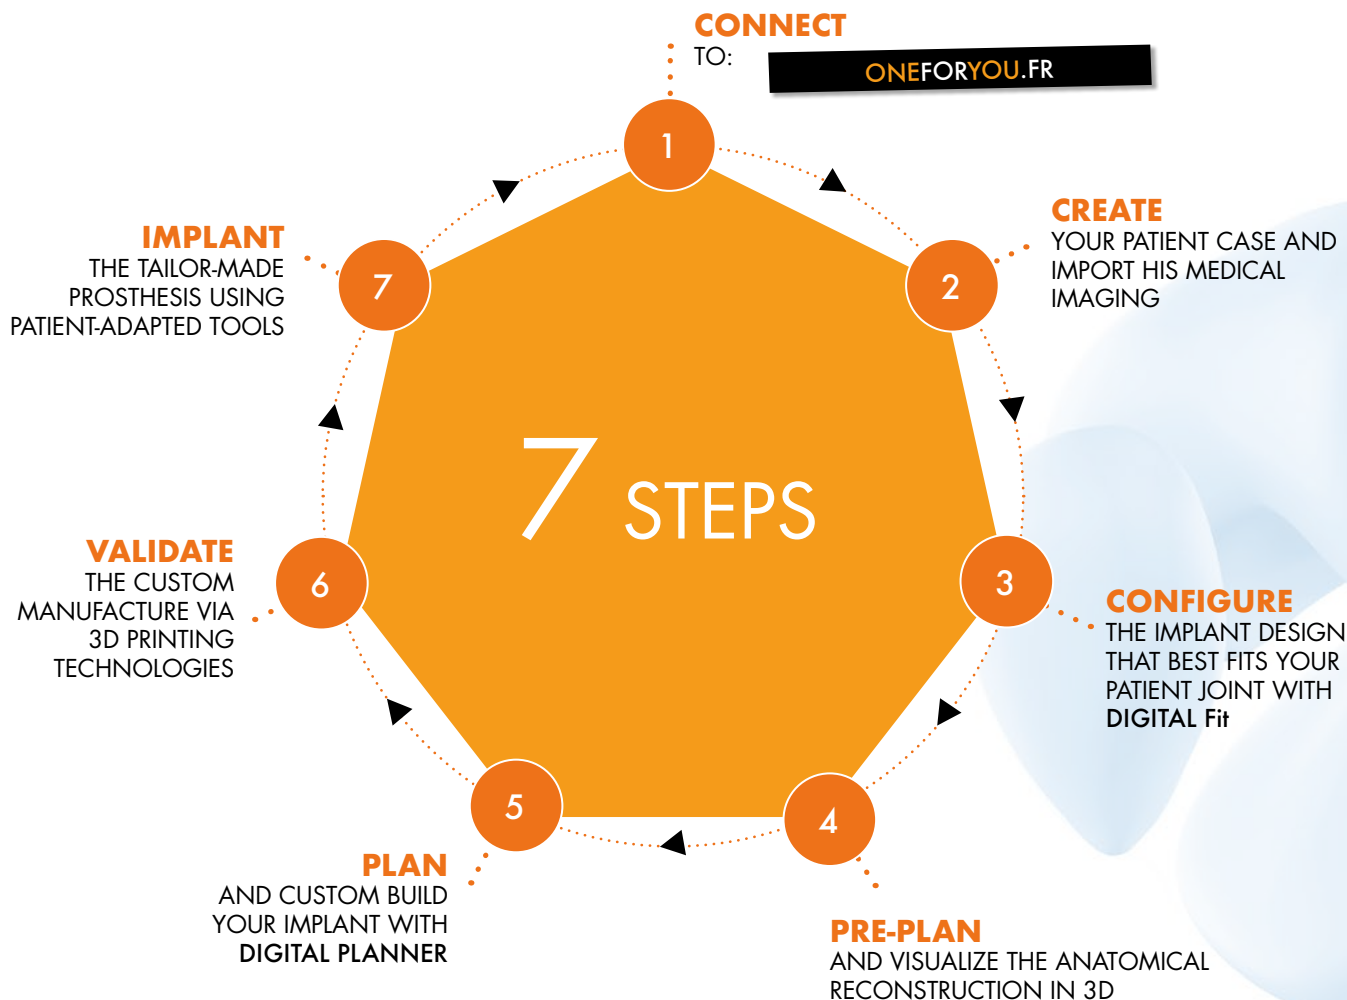 CONNECT
TO:
ONEFORYOU.FR
1
2
CREATE
YOUR PATIENT CASE AND
IMPORT HIS MEDICAL
IMAGING
3
CONFIGURE
THE IMPLANT DESIGN
THAT BEST FITS YOUR
PATIENT JOINT WITH
DIGITAL Fit
4
PRE-PLAN
AND VISUALIZE THE ANATOMICAL
RECONSTRUCTION IN 3D
5
PLAN
AND CUSTOM BUILD
YOUR IMPLANT WITH
DIGITAL PLANNER
6
VALIDATE
THE CUSTOM
MANUFACTURE VIA
3D PRINTING
TECHNOLOGIES
7
IMPLANT
THE TAILOR-MADE
PROSTHESIS USING
PATIENT-ADAPTED TOOLS
7 STEPS